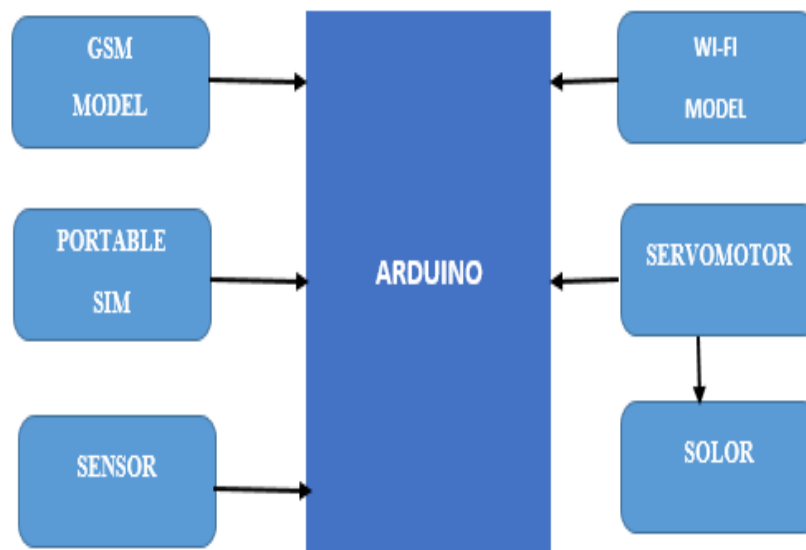 GSM
MODEL
PORTABLE
SIM
SENSOR
ARDUINO
WI-FI
MODEL
SERVOMOTOR
SOLOR